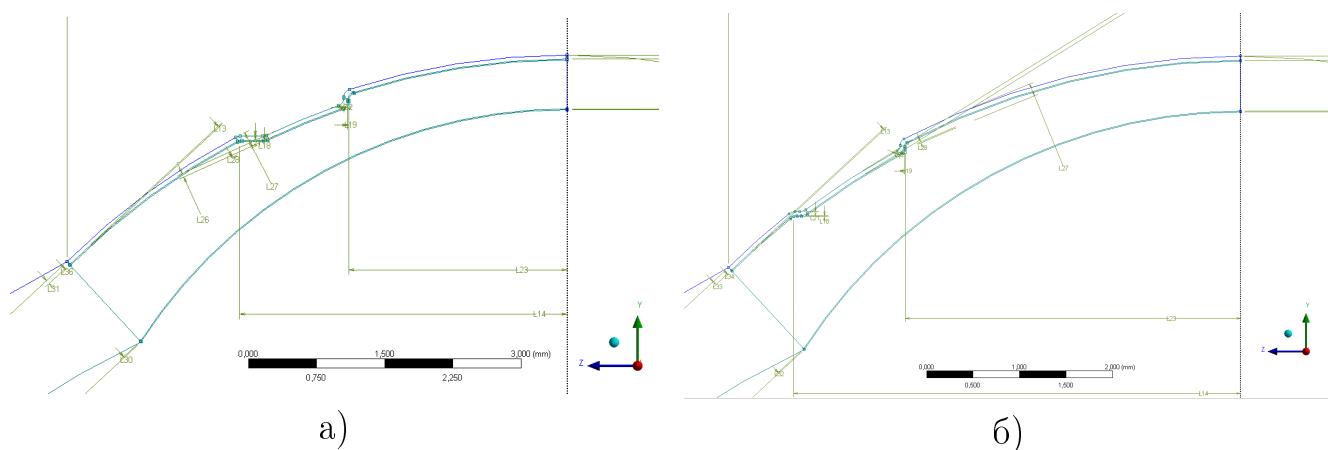 L13
L12
L19
L18
L28
L27
L26
L36
L31
L30
L23
L14
0,000 1,500 3,000 (mm)
0,750 2,250
Y
Z
а)
L13
L28
L27
L19
L18
L34
L33
L23
L14
0,000 1,000 2,000 (mm)
0,500 1,500
Y
Z
б)